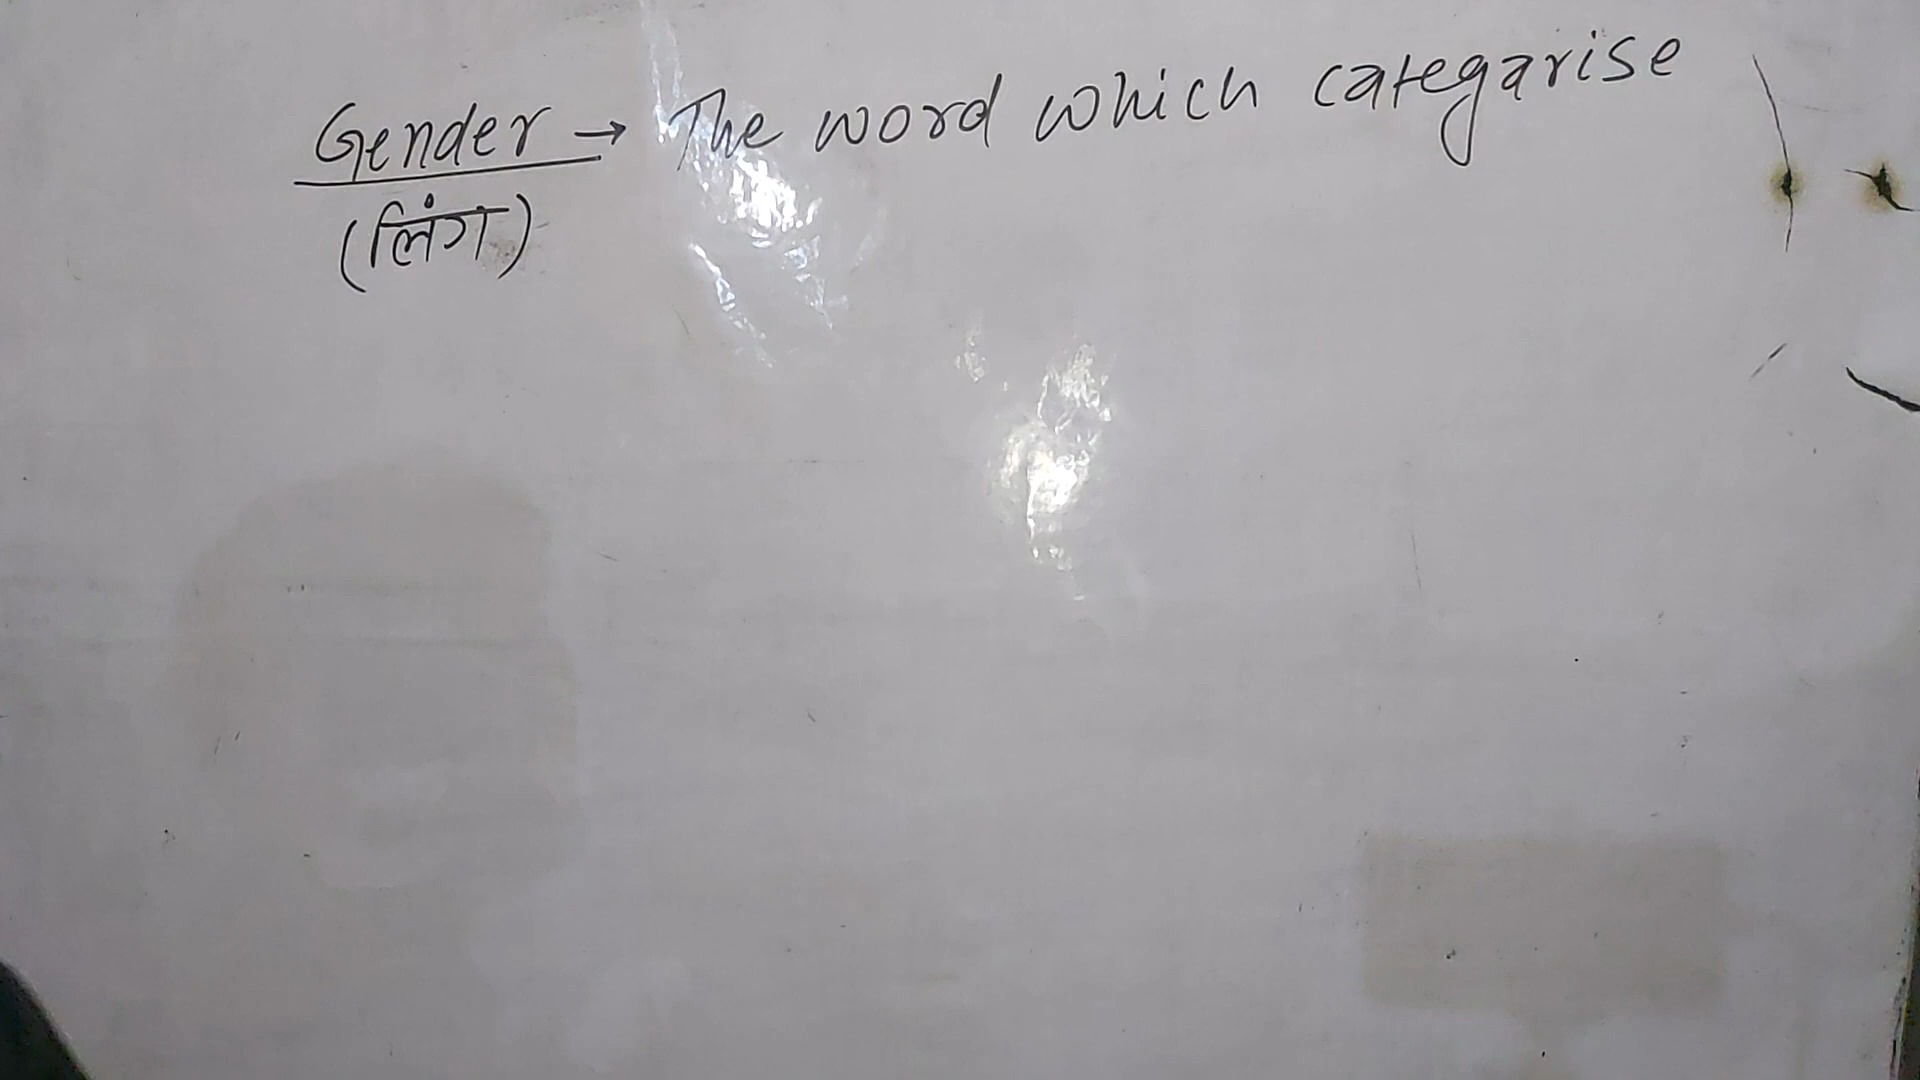 Gender → The word which categarise
(लिंग)